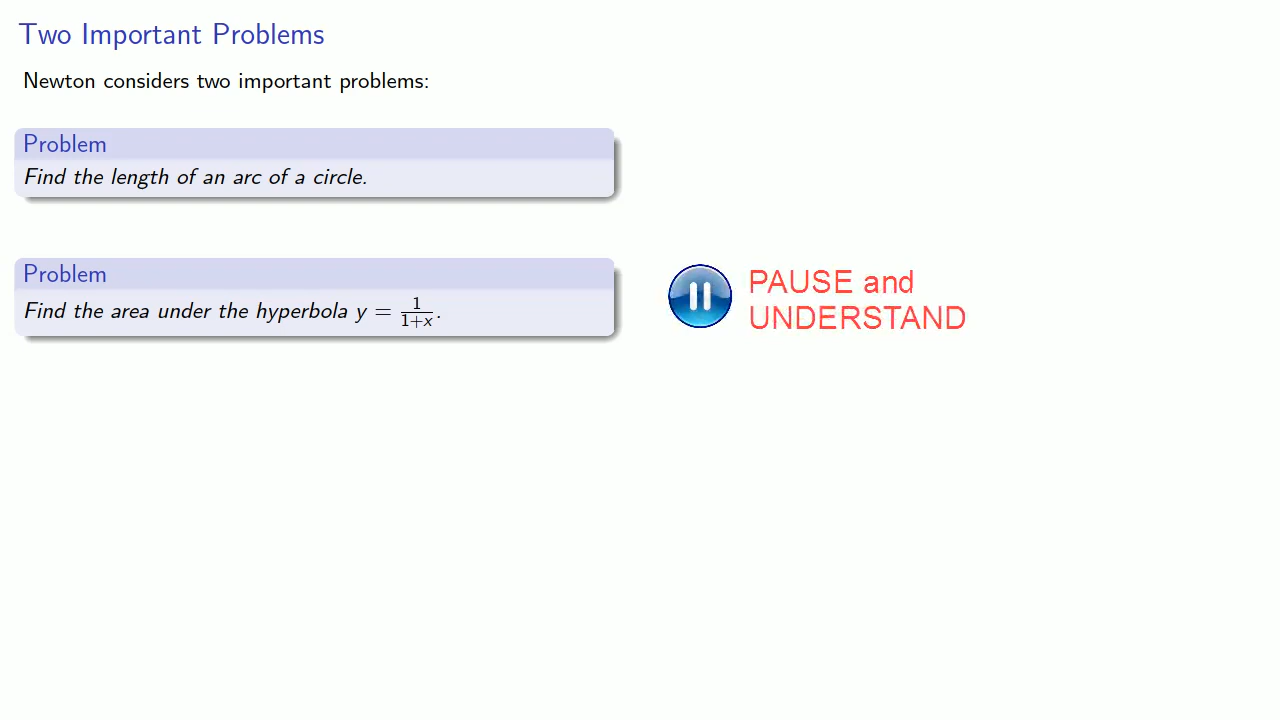 Two Important Problems
Newton considers two important problems:
Problem
Find the length of an arc of a circle.
Problem
Find the area under the hyperbola y = 1/(1+x).
PAUSE and
UNDERSTAND